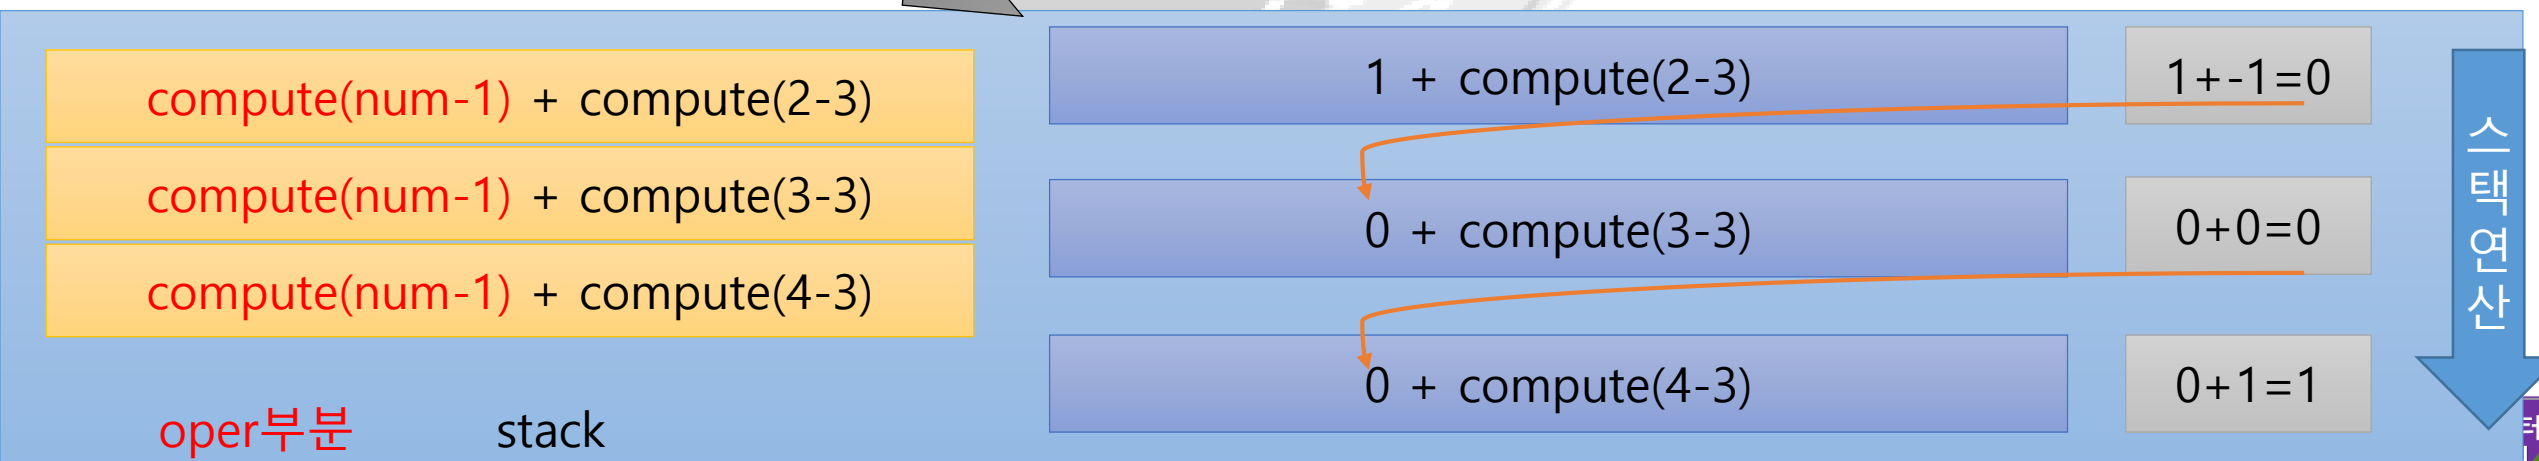 compute(num-1) + compute(2-3)
compute(num-1) + compute(3-3)
compute(num-1) + compute(4-3)
oper부분 stack
1 + compute(2-3)
1+-1=0
0 + compute(3-3)
0+0=0
0 + compute(4-3)
0+1=1
스택연산